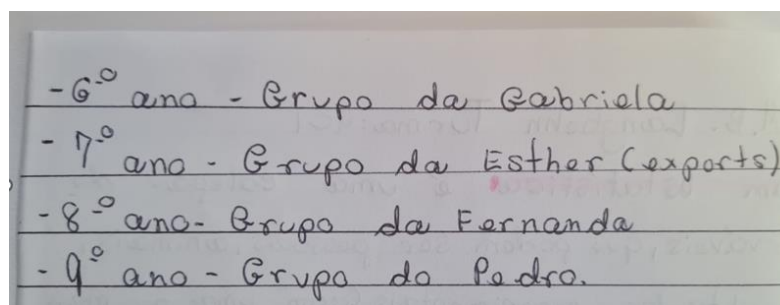 - 6º ano - Grupo da Gabriela
- 7º ano - Grupo da Esther (exports)
- 8º ano - Grupo da Fernanda
- 9º ano - Grupo do Pedro.